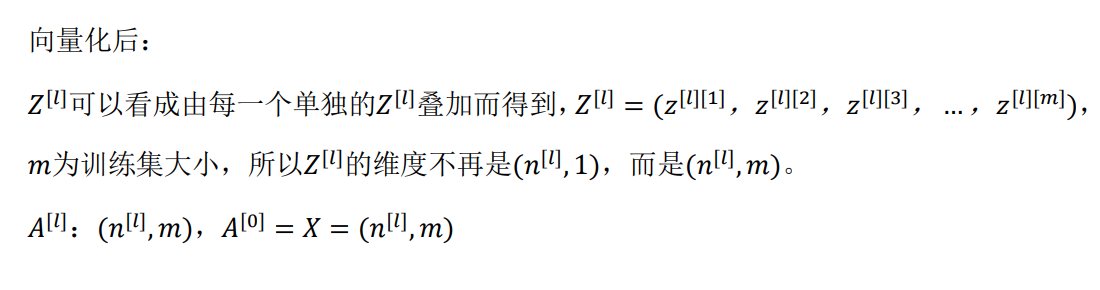 向量化后：
Z^{[l]}可以看成由每一个单独的Z^{[l]}叠加而得到，Z^{[l]} = (z^{[l][1]}，z^{[l][2]}，z^{[l][3]}，…，z^{[l][m]})，
m为训练集大小，所以Z^{[l]}的维度不再是(n^{[l]}, 1)，而是(n^{[l]}, m)。
A^{[l]}：(n^{[l]}, m)，A^{[0]} = X = (n^{[l]}, m)